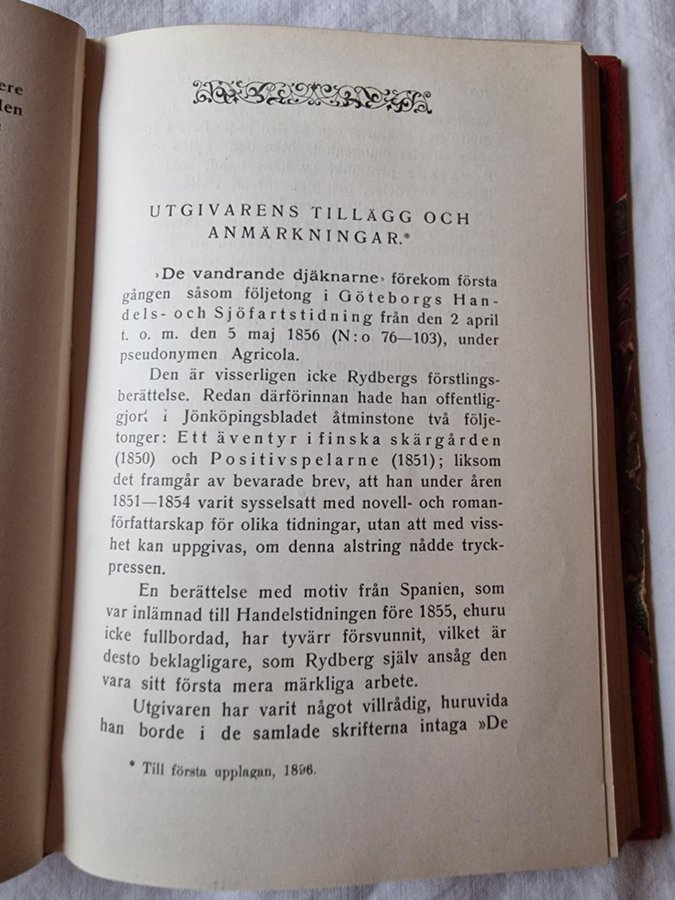 ere
den
UTGIVARENS TILLÄGG OCH
ANMÄRKNINGAR.*
»De vandrande djäknarne» förekom första
gången såsom följetong i Göteborgs Han-
dels- och Sjöfartstidning från den 2 april
t. o. m. den 5 maj 1856 (N:o 76—103), under
pseudonymen Agricola.
Den är visserligen icke Rydbergs förstlings-
berättelse. Redan därförinnan hade han offentlig-
gjort i Jönköpingsbladet åtminstone två följe-
tonger: Ett äventyr i finska skärgården
(1850) och Positivspelarne (1851); liksom
det framgår av bevarade brev, att han under åren
1851—1854 varit sysselsatt med novell- och roman-
författarskap för olika tidningar, utan att med viss-
het kan uppgivas, om denna alstring nådde tryck-
pressen.
En berättelse med motiv från Spanien, som
var inlämnad till Handelstidningen före 1855, ehuru
icke fullbordad, har tyvärr försvunnit, vilket är
desto beklagligare, som Rydberg själv ansåg den
vara sitt första mera märkliga arbete.
Utgivaren har varit något villrådig, huruvida
han borde i de samlade skrifterna intaga »De
* Till första upplagan, 1896.